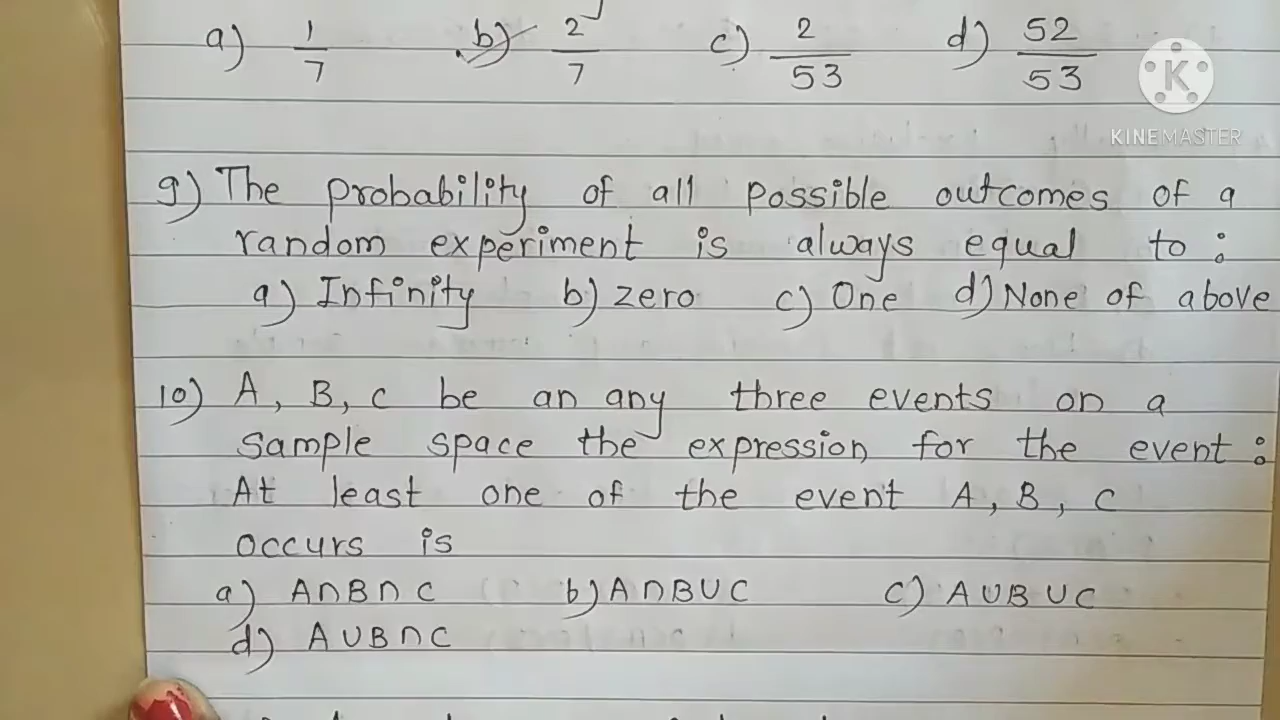 a) 1/7 b) 2/7 c) 2/53 d) 52/53
KINEMASTER
9) The probability of all possible outcomes of a
random experiment is always equal to :
a) Infinity b) zero c) One d) None of above
10) A, B, C be an any three events on a
sample space the expression for the event :
At least one of the event A, B, C
occurs is
a) A∩B∩C b) A∩B∪C c) A∪B∪C
d) A∪B∩C